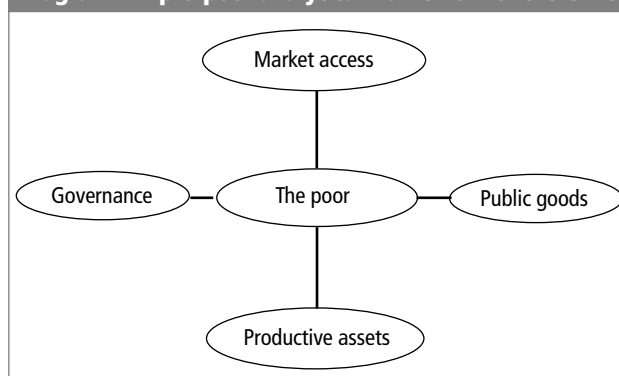 Market access
Governance
The poor
Public goods
Productive assets